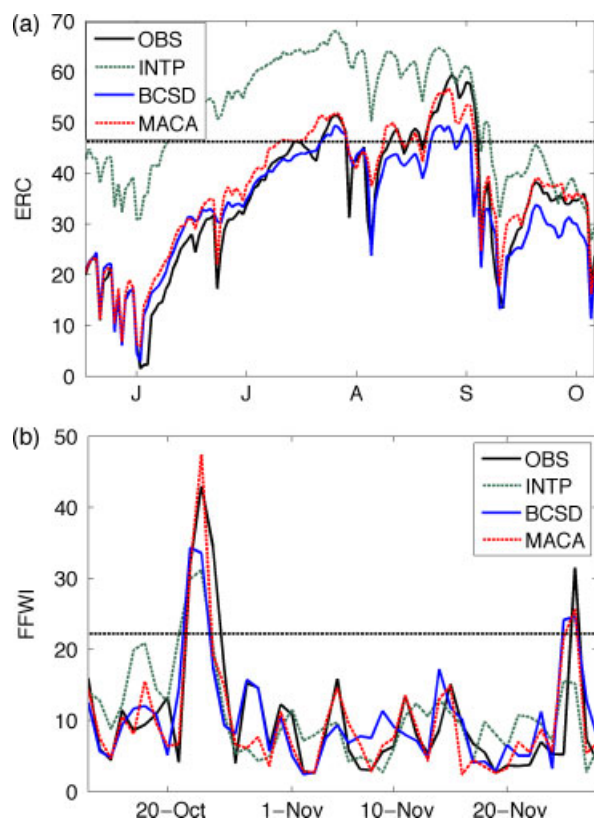 (a)
70
60
50
40
30
20
10
0
ERC
OBS
INTP
BCSD
MACA
J
J
A
S
O
(b)
50
40
30
20
10
0
FFWI
OBS
INTP
BCSD
MACA
20-Oct
1-Nov
10-Nov
20-Nov